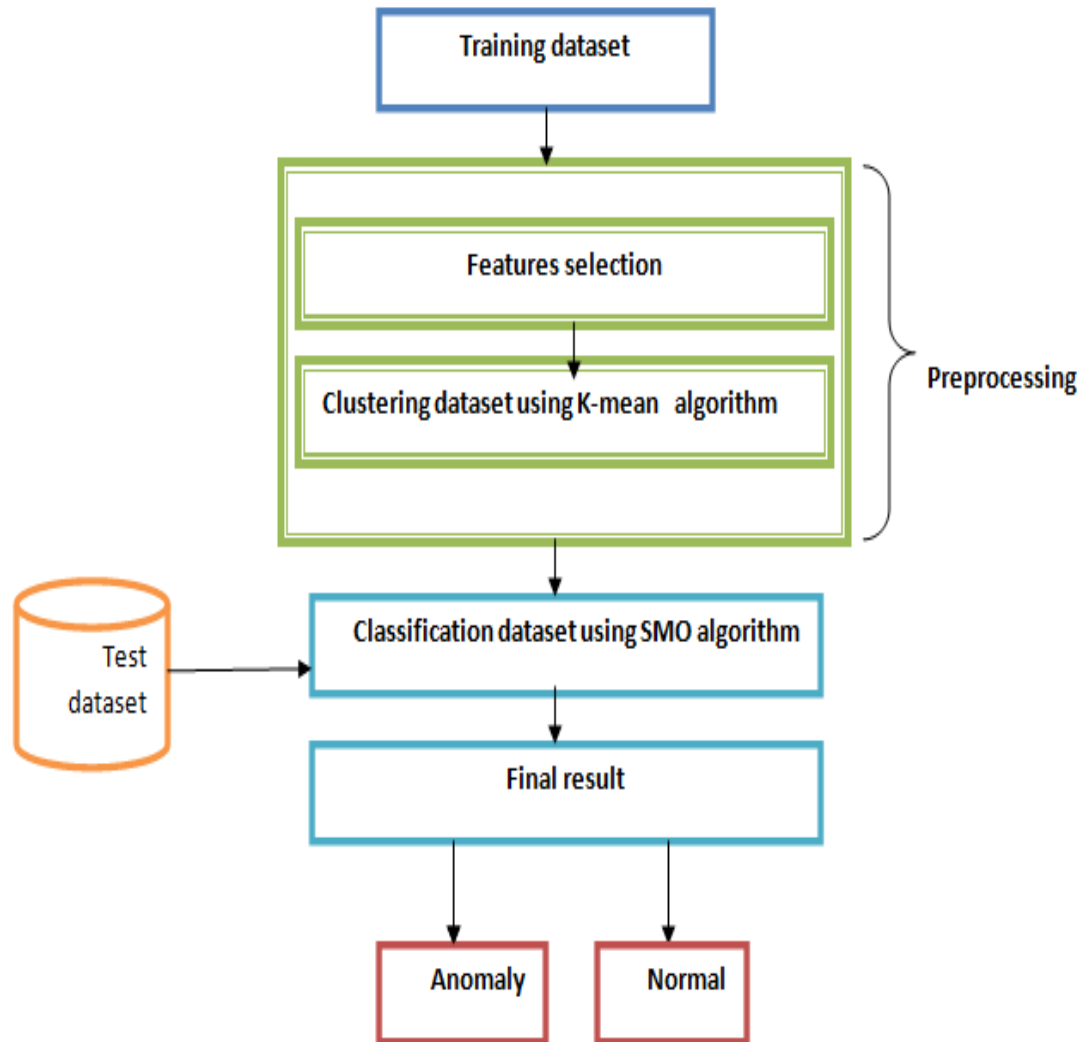 Training dataset
Features selection
Clustering dataset using K-mean algorithm
Preprocessing
Classification dataset using SMO algorithm
Test
dataset
Final result
Anomaly
Normal